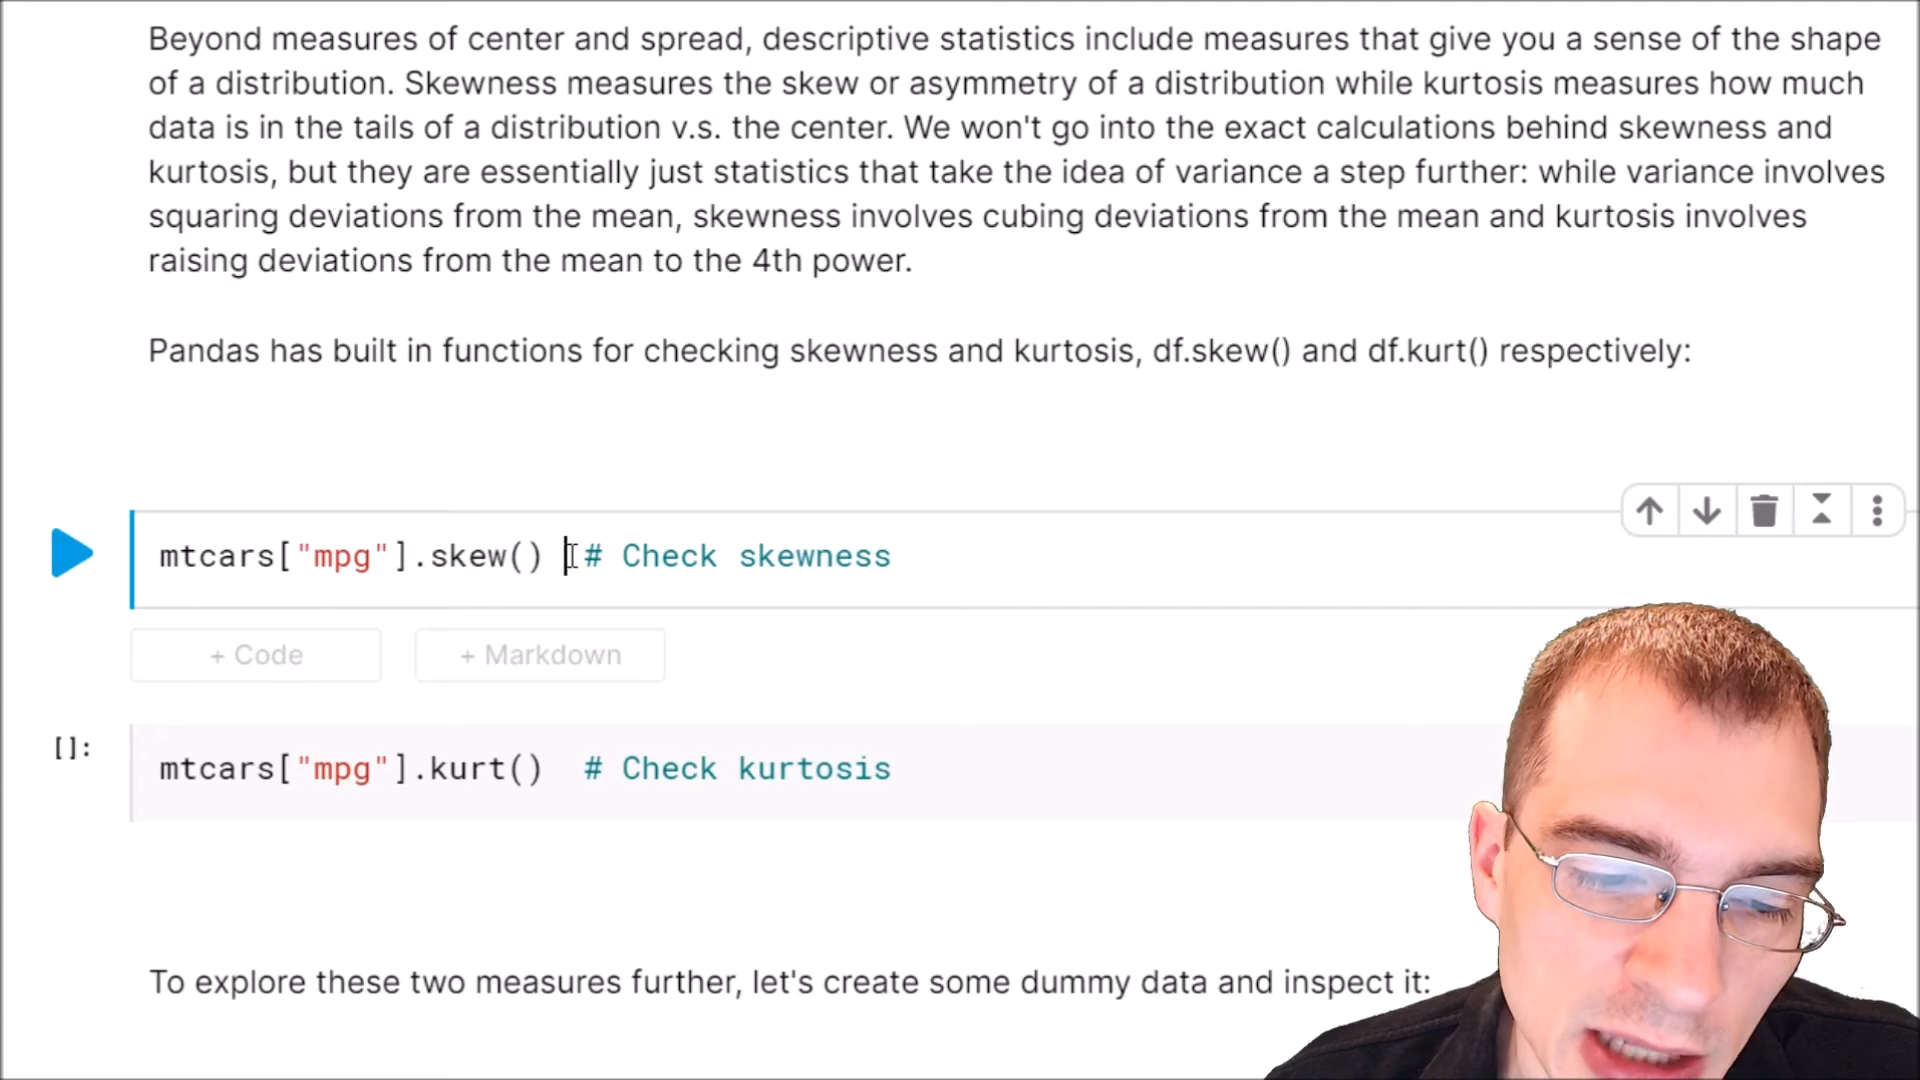 Beyond measures of center and spread, descriptive statistics include measures that give you a sense of the shape
of a distribution. Skewness measures the skew or asymmetry of a distribution while kurtosis measures how much
data is in the tails of a distribution v.s. the center. We won't go into the exact calculations behind skewness and
kurtosis, but they are essentially just statistics that take the idea of variance a step further: while variance involves
squaring deviations from the mean, skewness involves cubing deviations from the mean and kurtosis involves
raising deviations from the mean to the 4th power.
Pandas has built in functions for checking skewness and kurtosis, df.skew() and df.kurt() respectively:
mtcars["mpg"].skew() # Check skewness
+ Code + Markdown
[]: mtcars["mpg"].kurt()  # Check kurtosis
To explore these two measures further, let's create some dummy data and inspect it: